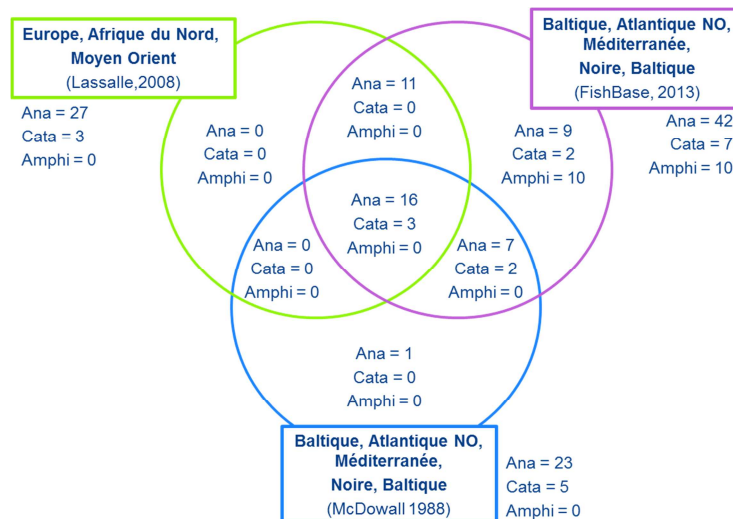 Europe, Afrique du Nord,
Moyen Orient
(Lassalle,2008)
Ana = 27
Cata = 3
Amphi = 0
Baltique, Atlantique NO,
Méditerranée,
Noire, Baltique
(FishBase, 2013)
Ana = 42
Cata = 7
Amphi = 10
Ana = 11
Cata = 0
Amphi = 0
Ana = 0
Cata = 0
Amphi = 0
Ana = 9
Cata = 2
Amphi = 10
Ana = 16
Cata = 3
Amphi = 0
Ana = 0
Cata = 0
Amphi = 0
Ana = 7
Cata = 2
Amphi = 0
Ana = 1
Cata = 0
Amphi = 0
Baltique, Atlantique NO,
Méditerranée,
Noire, Baltique
(McDowall 1988)
Ana = 23
Cata = 5
Amphi = 0